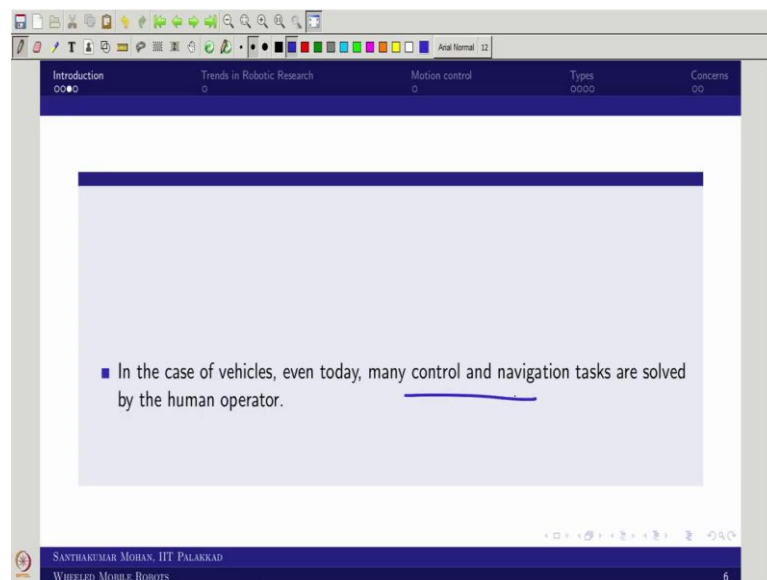 T
Arial Normal 12
Introduction Trends in Robotic Research Motion control Types Concerns
In the case of vehicles, even today, many control and navigation tasks are solved
by the human operator.
SANTHAKUMAR MOHAN, IIT PALAKKAD
WHEELED MOBILE ROBOTS 6